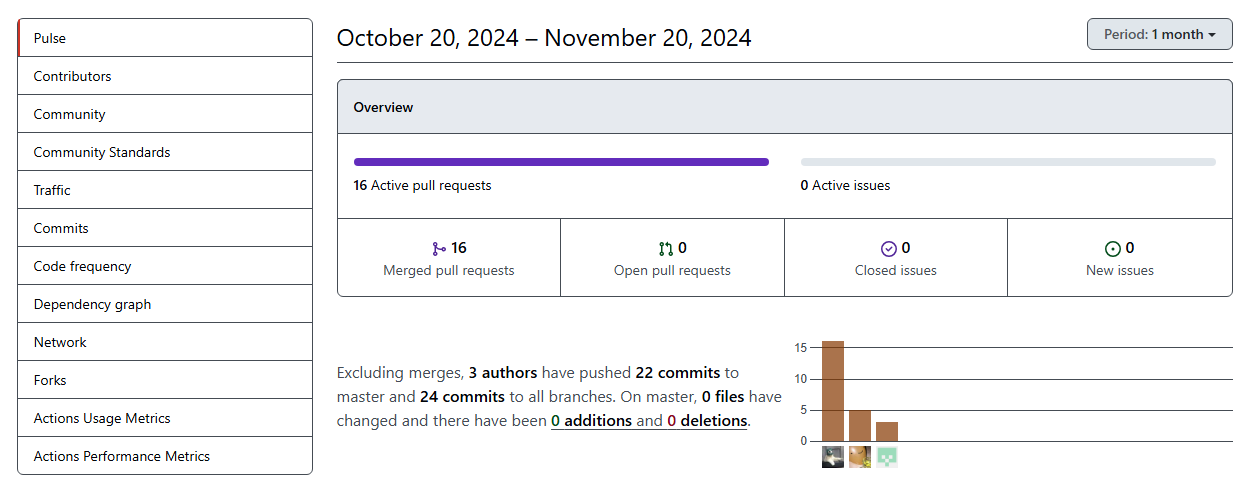 Pulse
Contributors
Community
Community Standards
Traffic
Commits
Code frequency
Dependency graph
Network
Forks
Actions Usage Metrics
Actions Performance Metrics
October 20, 2024 – November 20, 2024
Period: 1 month
Overview
16 Active pull requests
0 Active issues
16
Merged pull requests
0
Open pull requests
0
Closed issues
0
New issues
Excluding merges, 3 authors have pushed 22 commits to
master and 24 commits to all branches. On master, 0 files have
changed and there have been 0 additions and 0 deletions.
15
10
5
0